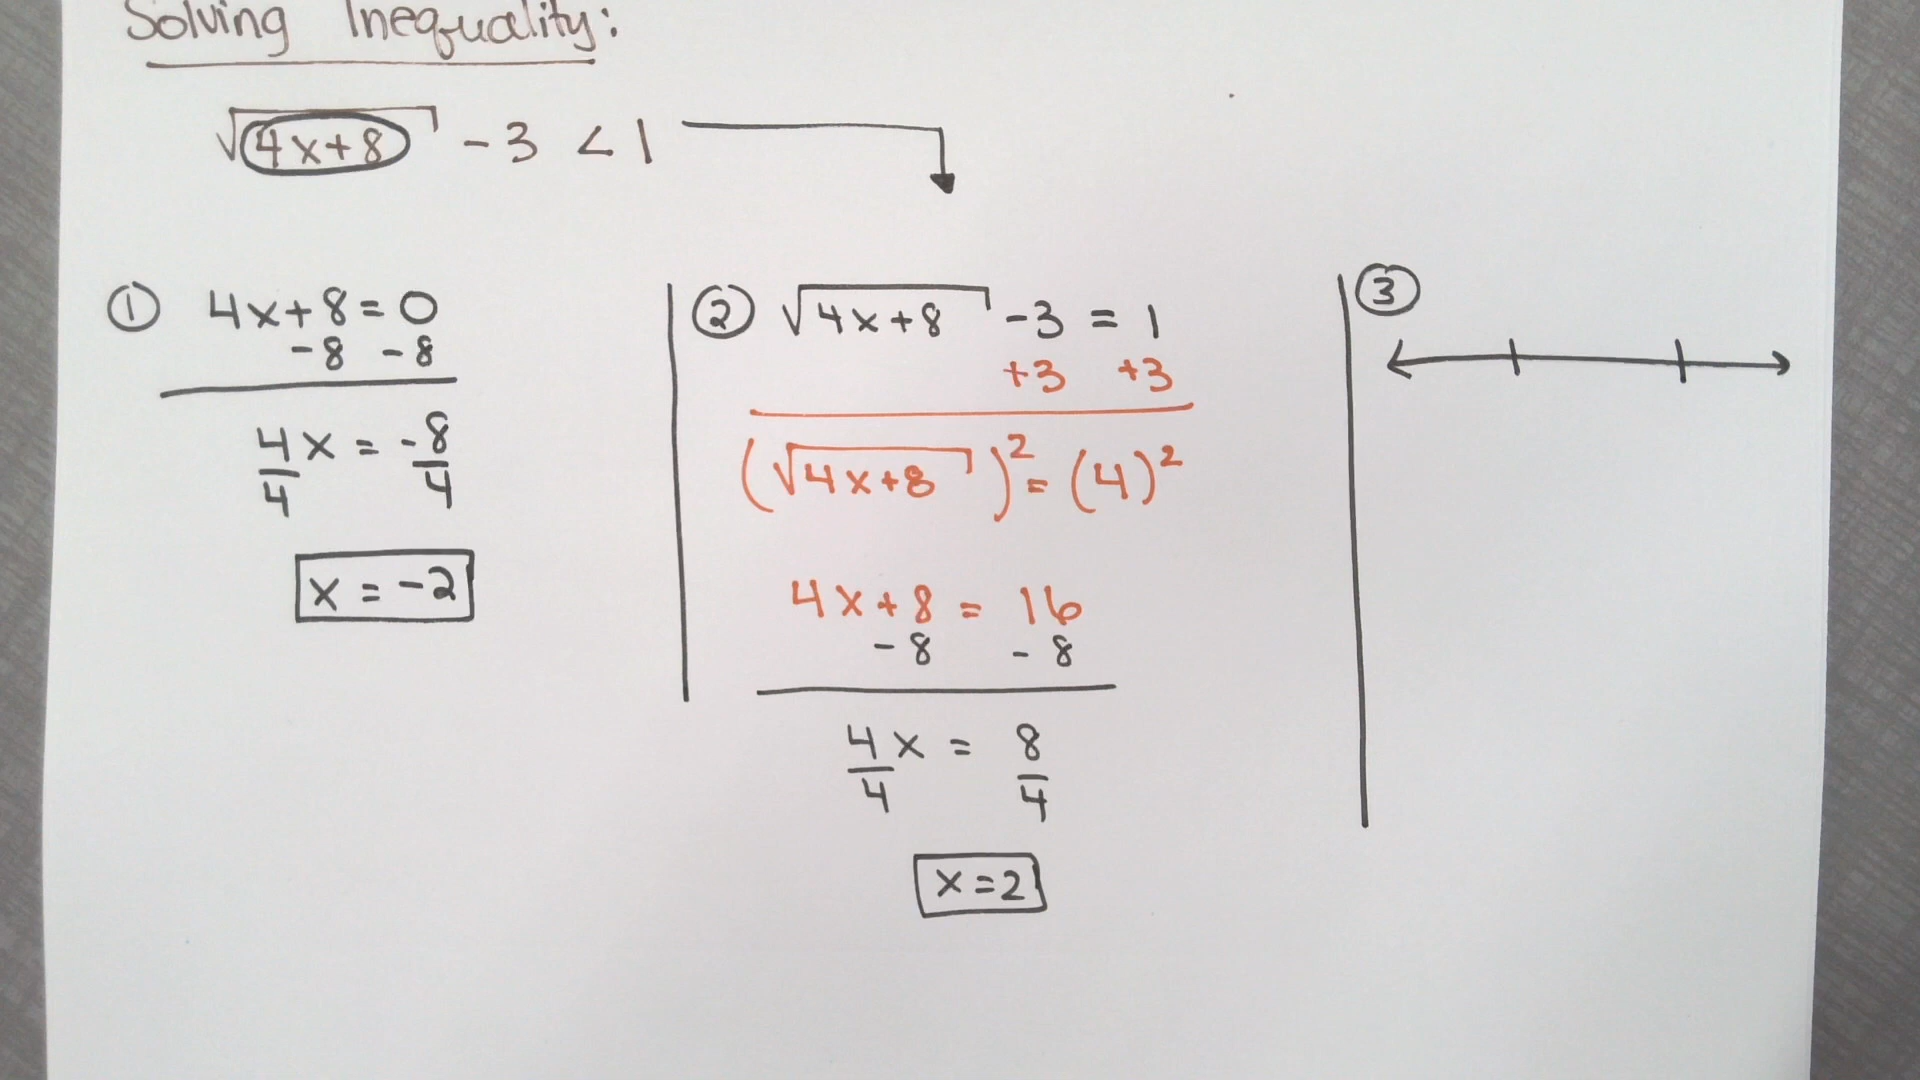 Solving Inequality:
√4x+8 - 3 < 1
① 4x+8=0
-8 -8
4/4 x = -8/4
x = -2
② √4x+8 -3 = 1
+3 +3
(√4x+8)² = (4)²
4x+8 = 16
-8 -8
4/4 x = 8/4
x=2
③